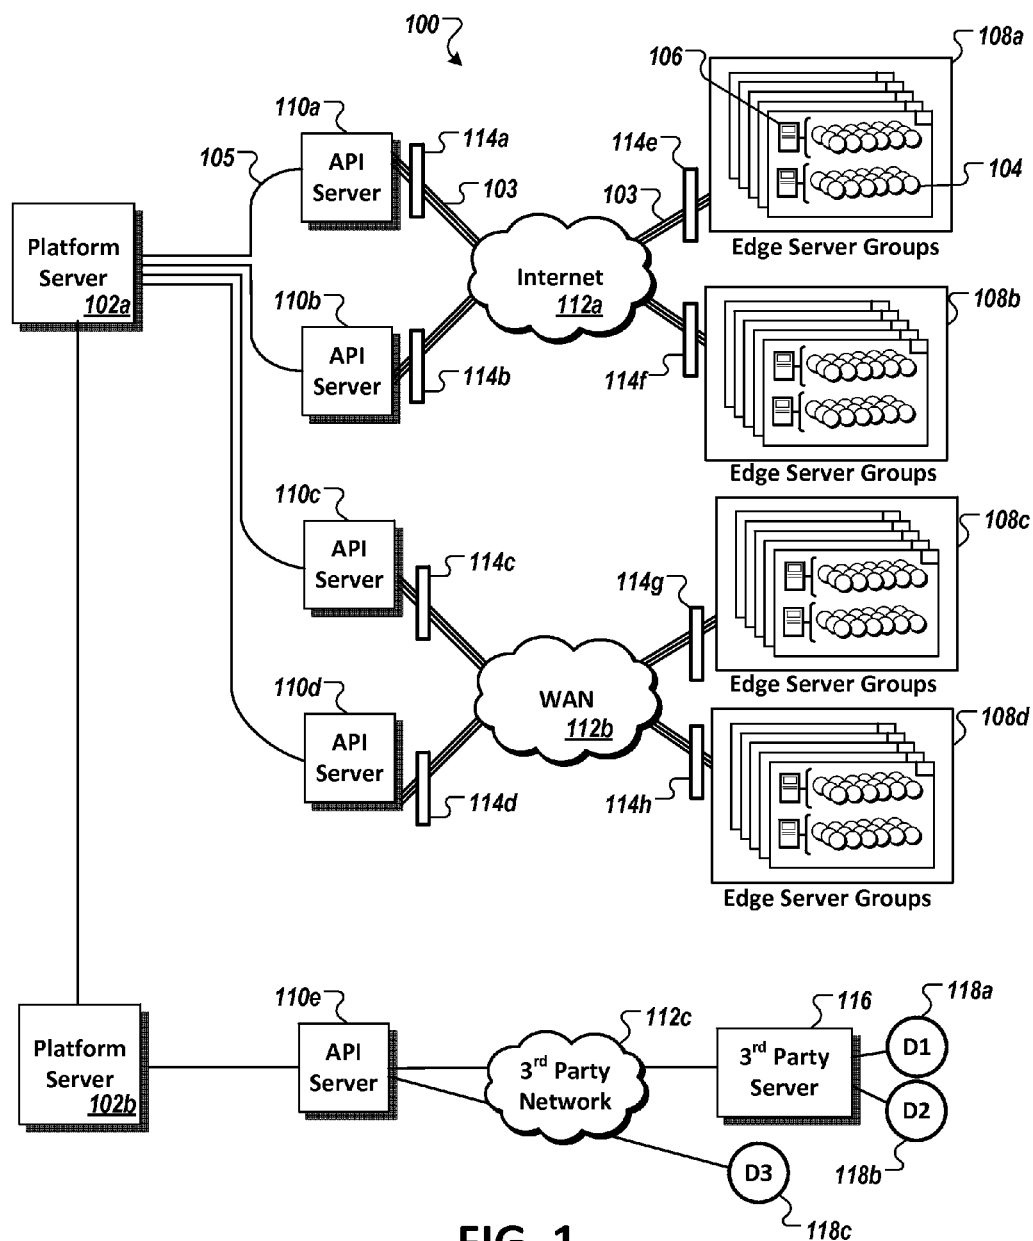 100
108a
106
110a
114a
API
Server
114e
105
103
103
104
Platform
Server
102a
Internet
112a
Edge Server Groups
110b
108b
API
Server
114b
114f
Edge Server Groups
110c
108c
API
Server
114c
114g
Edge Server Groups
110d
WAN
112b
108d
API
Server
114d
114h
Edge Server Groups
110e
112c
116
118a
Platform
Server
102b
API
Server
3rd Party
Network
3rd Party
Server
D1
D2
118b
D3
118c
FIG. 1